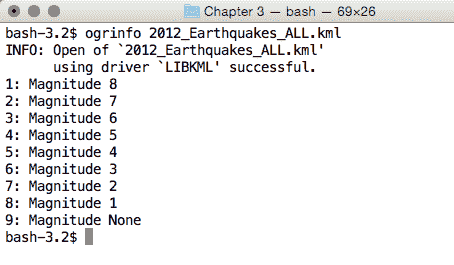 Chapter 3 — bash — 69×26
bash-3.2$ ogrinfo 2012_Earthquakes_ALL.kml
INFO: Open of `2012_Earthquakes_ALL.kml'
      using driver `LIBKML' successful.
1: Magnitude 8
2: Magnitude 7
3: Magnitude 6
4: Magnitude 5
5: Magnitude 4
6: Magnitude 3
7: Magnitude 2
8: Magnitude 1
9: Magnitude None
bash-3.2$